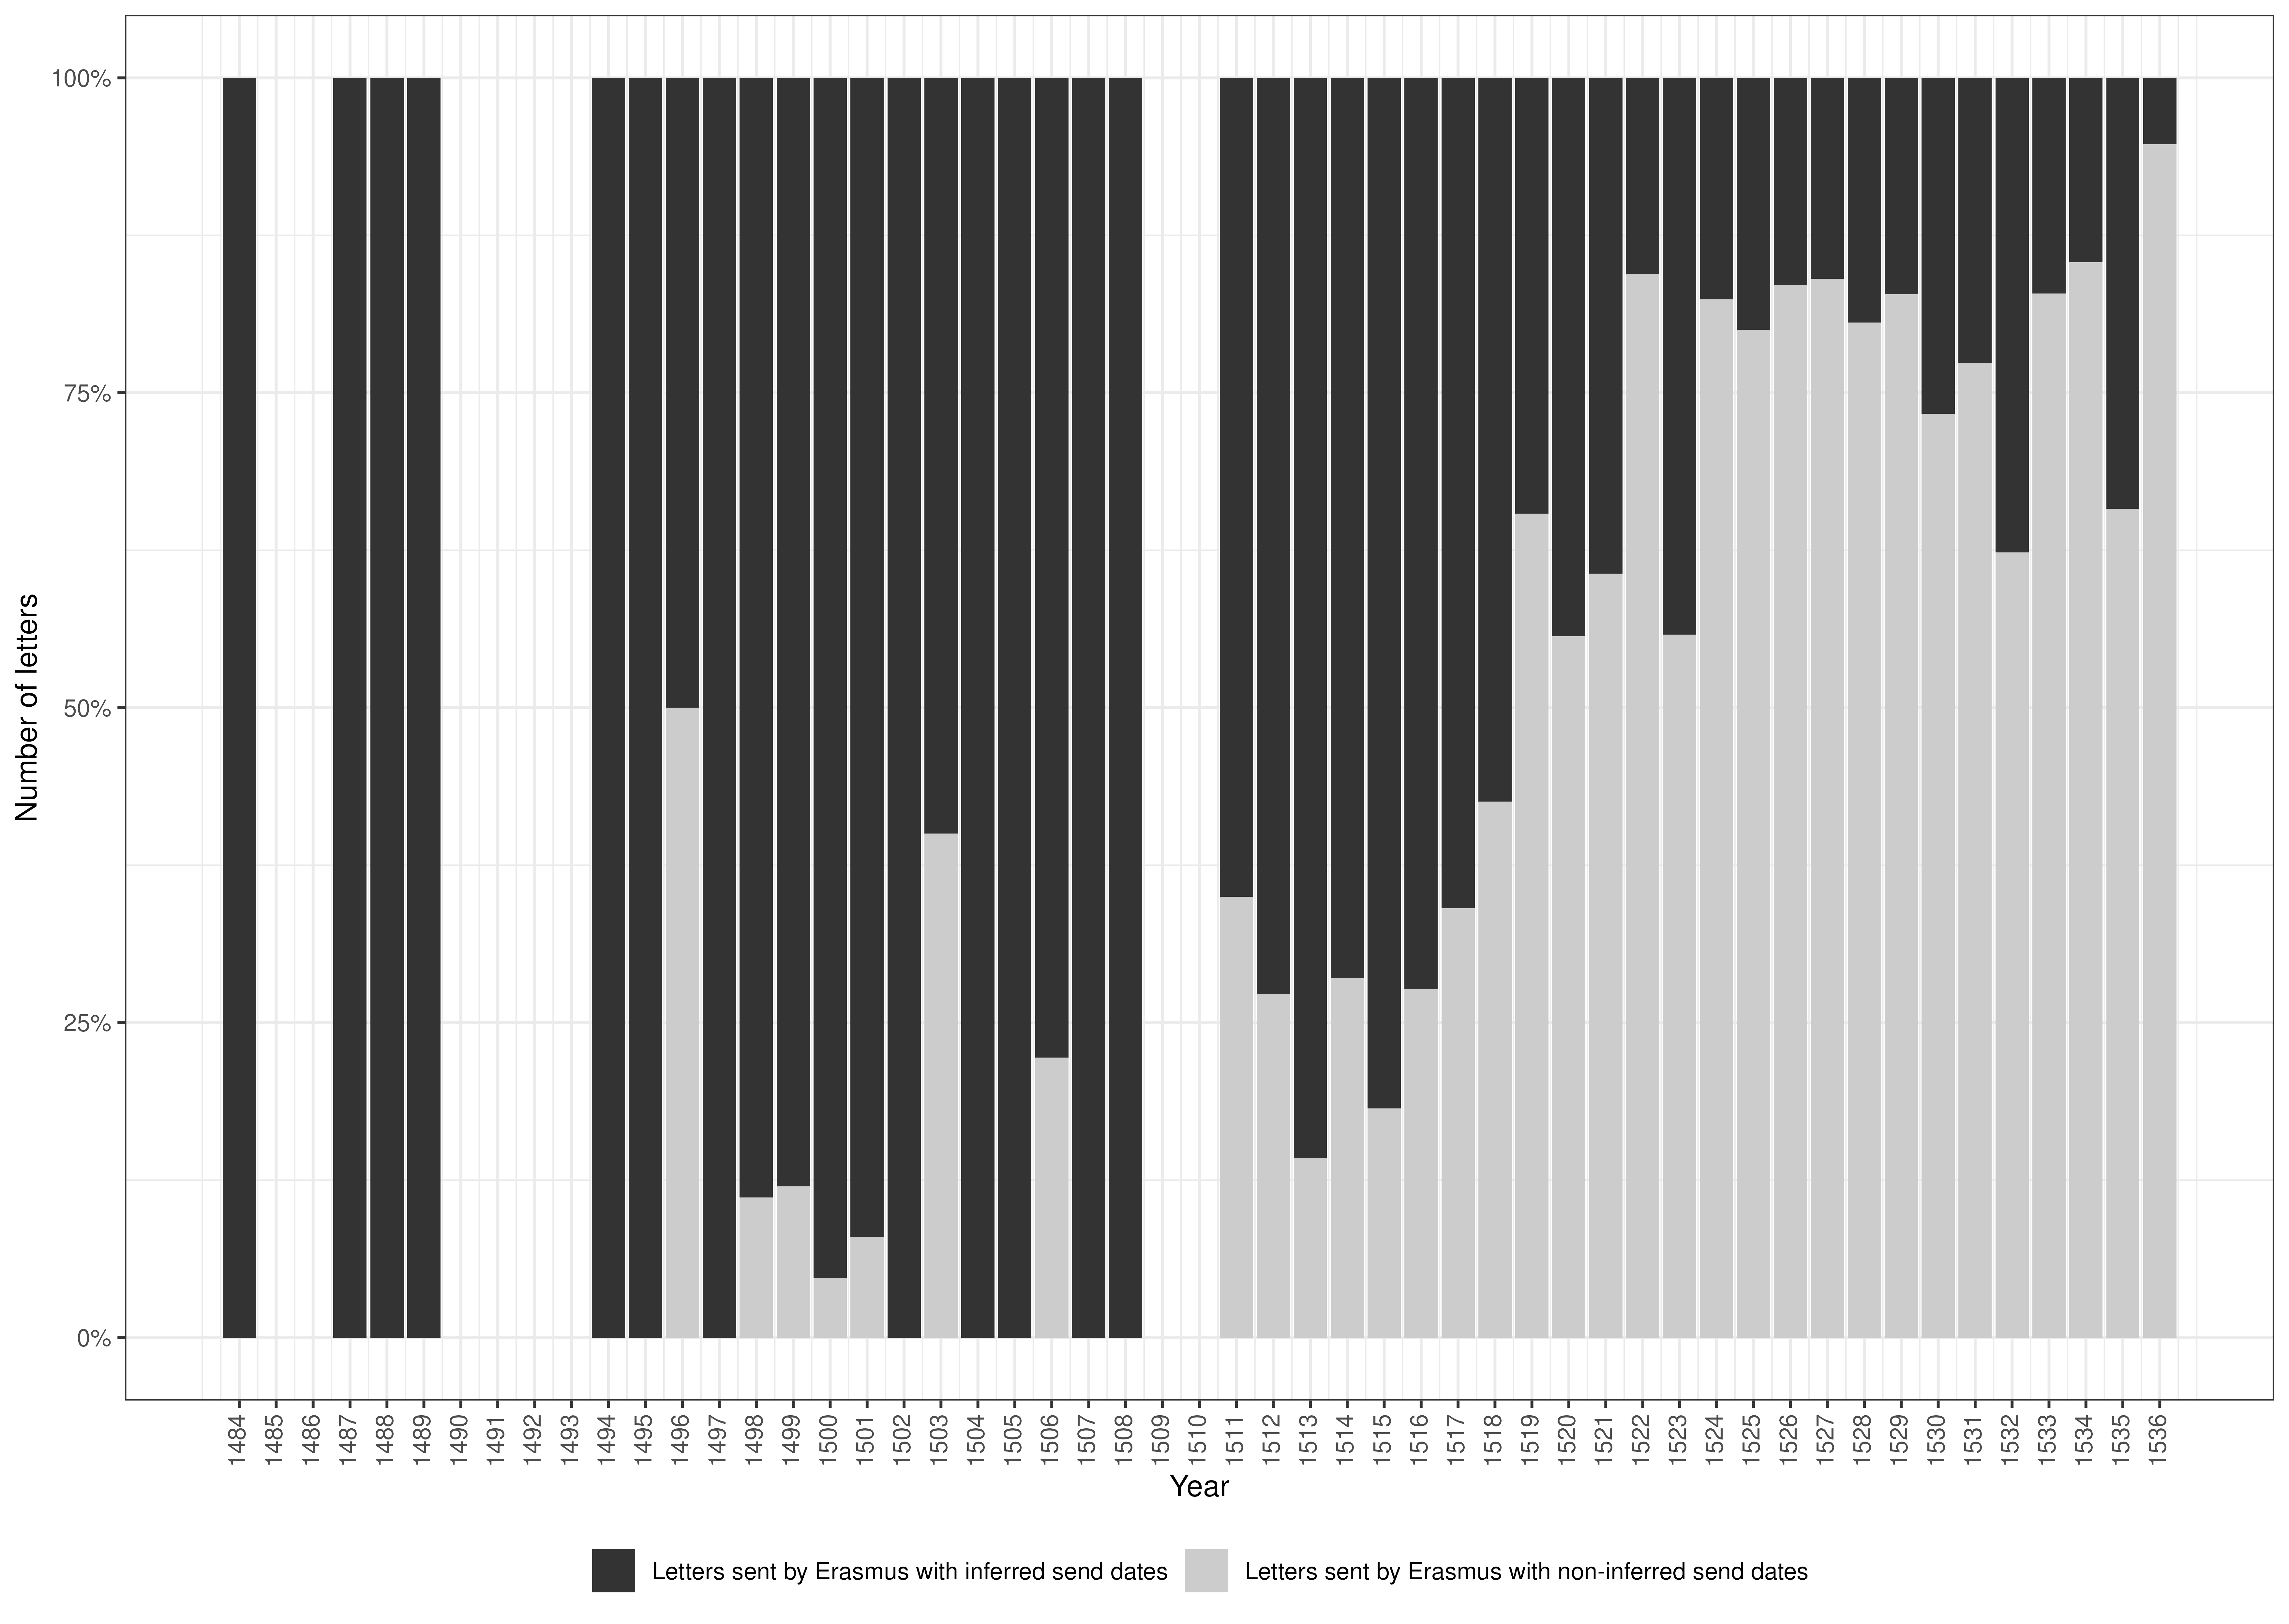 Number of letters
100%
75%
50%
25%
0%
1484 1485 1486 1487 1488 1489 1490 1491 1492 1493 1494 1495 1496 1497 1498 1499 1500 1501 1502 1503 1504 1505 1506 1507 1508 1509 1510 1511 1512 1513 1514 1515 1516 1517 1518 1519 1520 1521 1522 1523 1524 1525 1526 1527 1528 1529 1530 1531 1532 1533 1534 1535 1536
Year
Letters sent by Erasmus with inferred send dates
Letters sent by Erasmus with non-inferred send dates